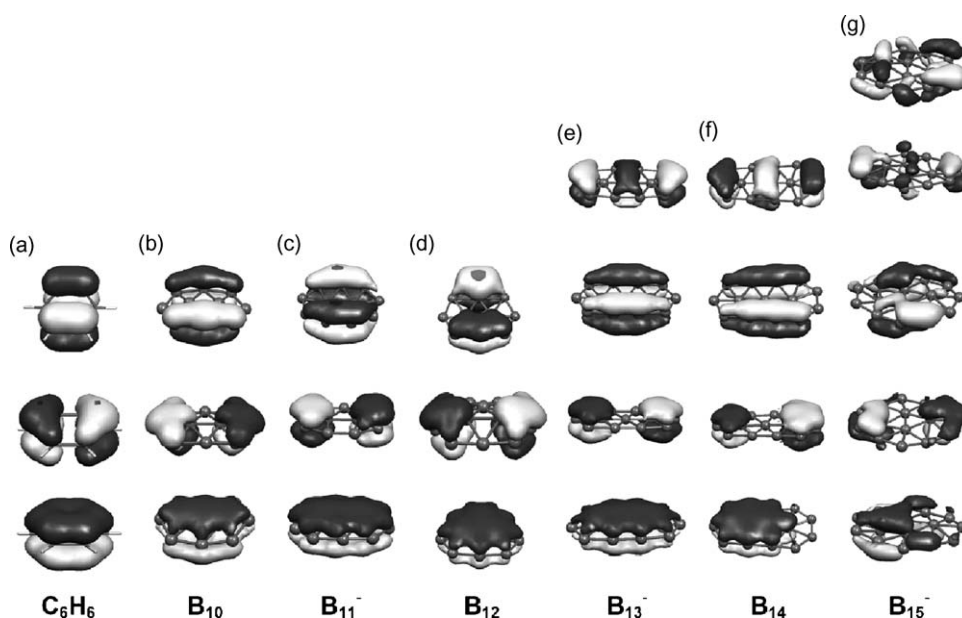 (g)
(e)
(f)
(a)
(b)
(c)
(d)
C₆H₆
B₁₀
B₁₁⁻
B₁₂
B₁₃⁻
B₁₄
B₁₅⁻